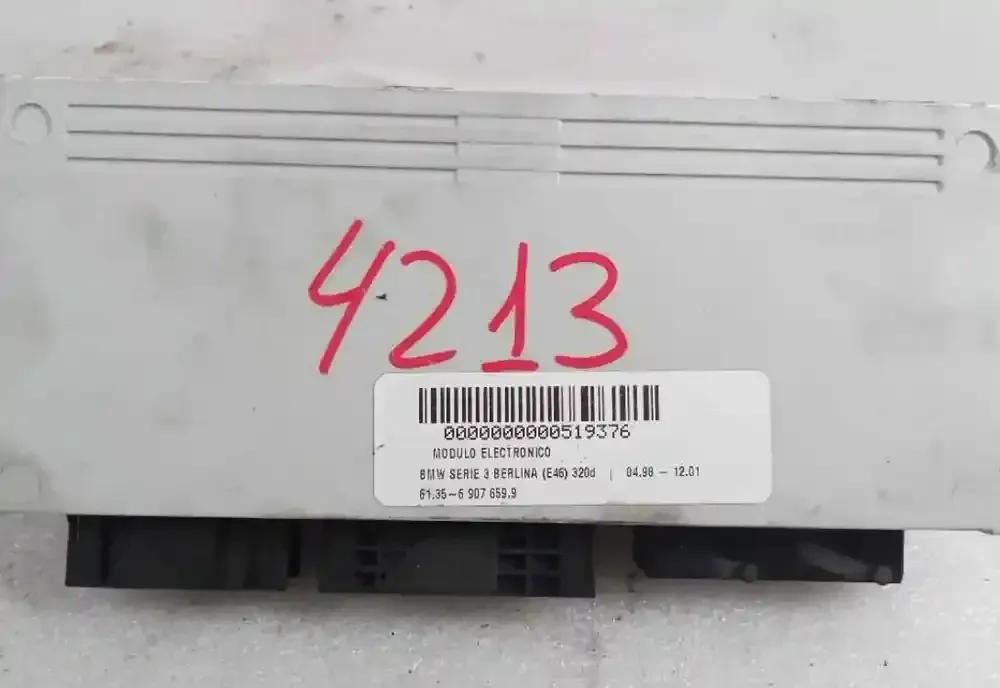 4213
0000000000519376
MODULO ELECTRONICO
BMW SERIE 3 BERLINA (E46) 320d | 04.98 - 12.01
61.35-6 907 659.9